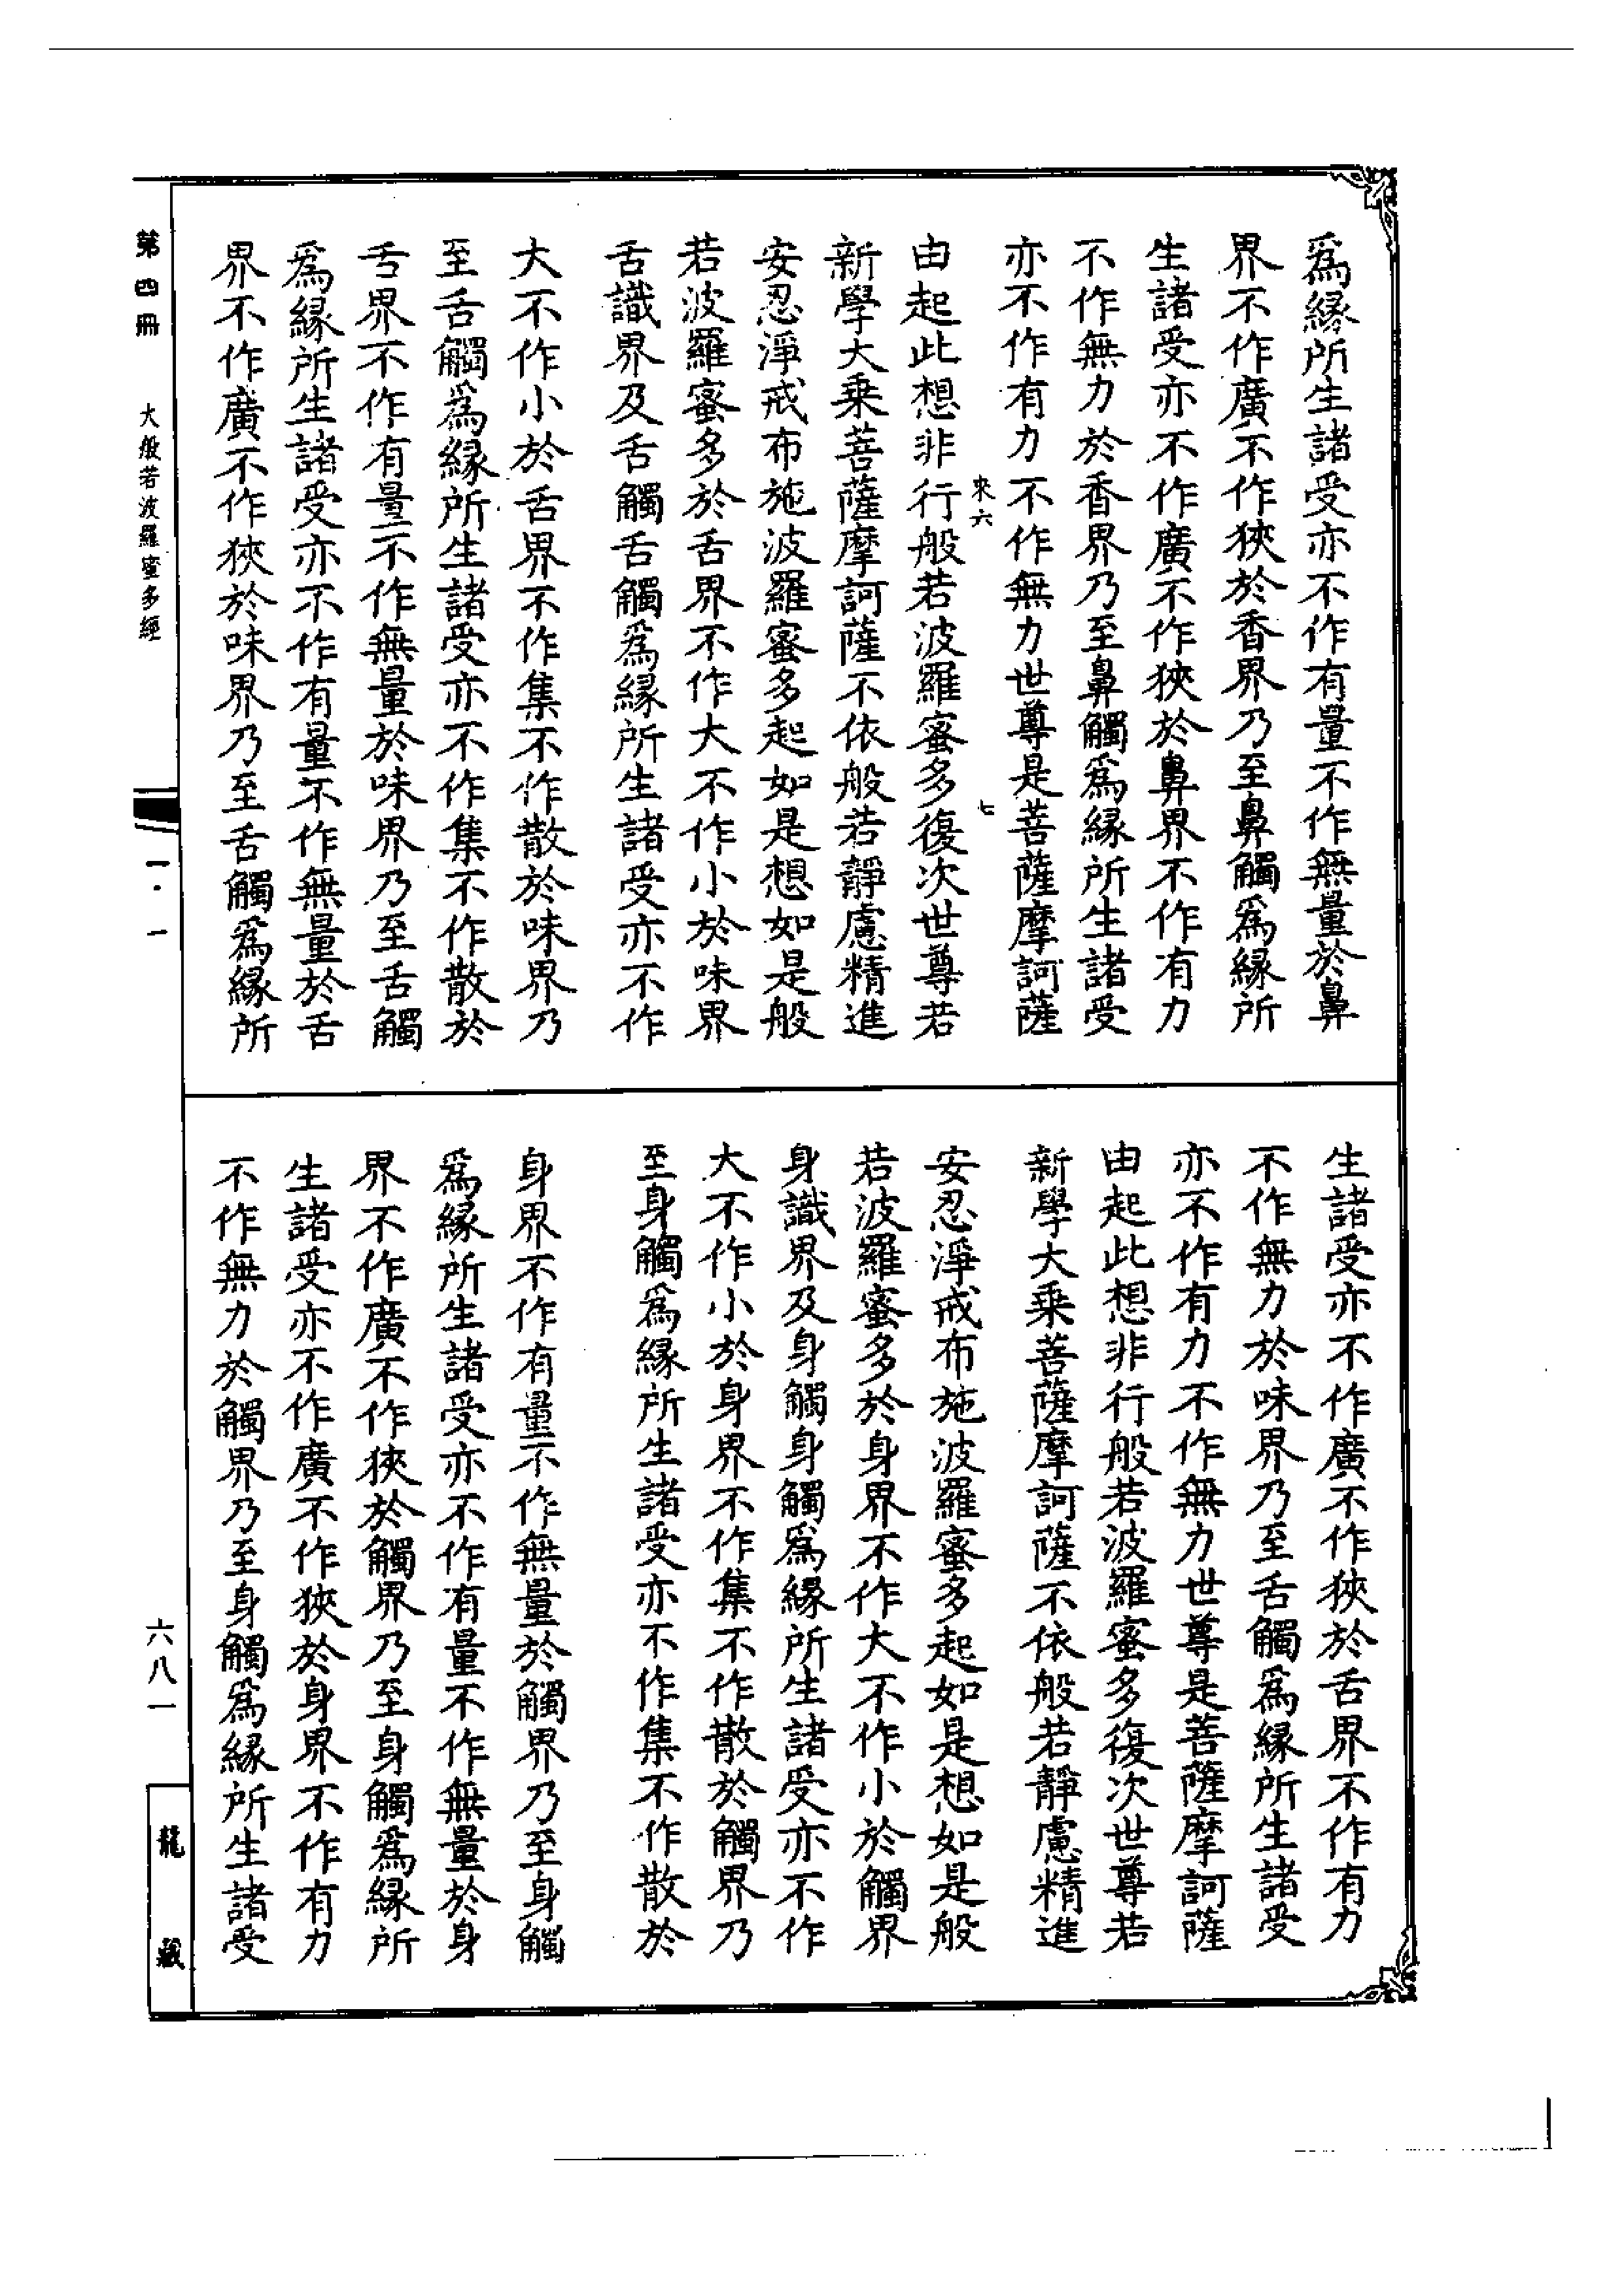 爲緣所生諸受亦不作有量不作無量於鼻
界不作廣不作狹於香界乃至鼻觸爲緣所
生諸受亦不作廣不作狹於鼻界不作有力
不作無力於香界乃至鼻觸爲緣所生諸受
亦不作有力不作無力世尊是菩薩摩訶薩
來六
七
由起此想非行般若波羅蜜多復次世尊若
新學大乗菩薩摩訶薩不依般若靜慮精進
安忍淨戒布施波羅蜜多起如是想如是般
若波羅蜜多於舌界不作大不作小於味界
舌識界及舌觸舌觸爲緣所生諸受亦不作
大不作小於舌界不作集不作散於味界乃
至舌觸爲緣所生諸受亦不作集不作散於
舌界不作有量不作無量於味界乃至舌觸
爲緣所生諸受亦不作有量不作無量於舌
界不作廣不作狹於味界乃至舌觸爲緣所
生諸受亦不作廣不作狹於舌界不作有力
不作無力於味界乃至舌觸爲緣所生諸受
亦不作有力不作無力世尊是菩薩摩訶薩
由起此想非行般若波羅蜜多復次世尊若
新學大乗菩薩摩訶薩不依般若靜慮精進
安忍淨戒布施波羅蜜多起如是想如是般
若波羅蜜多於身界不作大不作小於觸界
身識界及身觸身觸爲緣所生諸受亦不作
大不作小於身界不作集不作散於觸界乃
至身觸爲緣所生諸受亦不作集不作散於
身界不作有量不作無量於觸界乃至身觸
爲緣所生諸受亦不作有量不作無量於身
界不作廣不作狹於觸界乃至身觸爲緣所
生諸受亦不作廣不作狹於身界不作有力
不作無力於觸界乃至身觸爲緣所生諸受
第四冊 大般若波羅蜜多經 一·一 六八一 龍藏